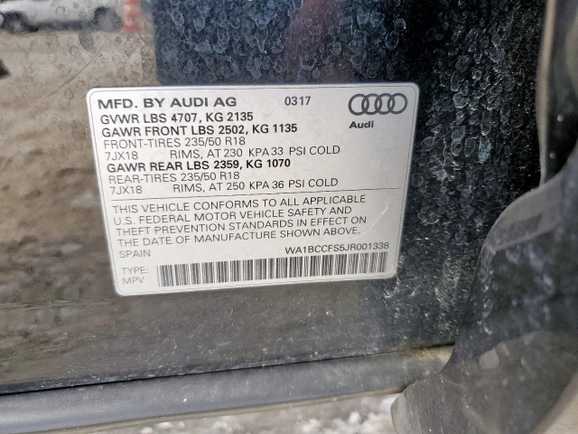 MFD. BY AUDI AG 0317
GVWR LBS 4707, KG 2135
GAWR FRONT LBS 2502, KG 1135
FRONT-TIRES 235/50 R18
7JX18 RIMS, AT 230 KPA 33 PSI COLD
GAWR REAR LBS 2359, KG 1070
REAR-TIRES 235/50 R18
7JX18 RIMS, AT 250 KPA 36 PSI COLD
Audi
THIS VEHICLE CONFORMS TO ALL APPLICABLE
U.S. FEDERAL MOTOR VEHICLE SAFETY AND
THEFT PREVENTION STANDARDS IN EFFECT ON
THE DATE OF MANUFACTURE SHOWN ABOVE.
SPAIN WA1BCCFS5JR001338
TYPE:
MPV